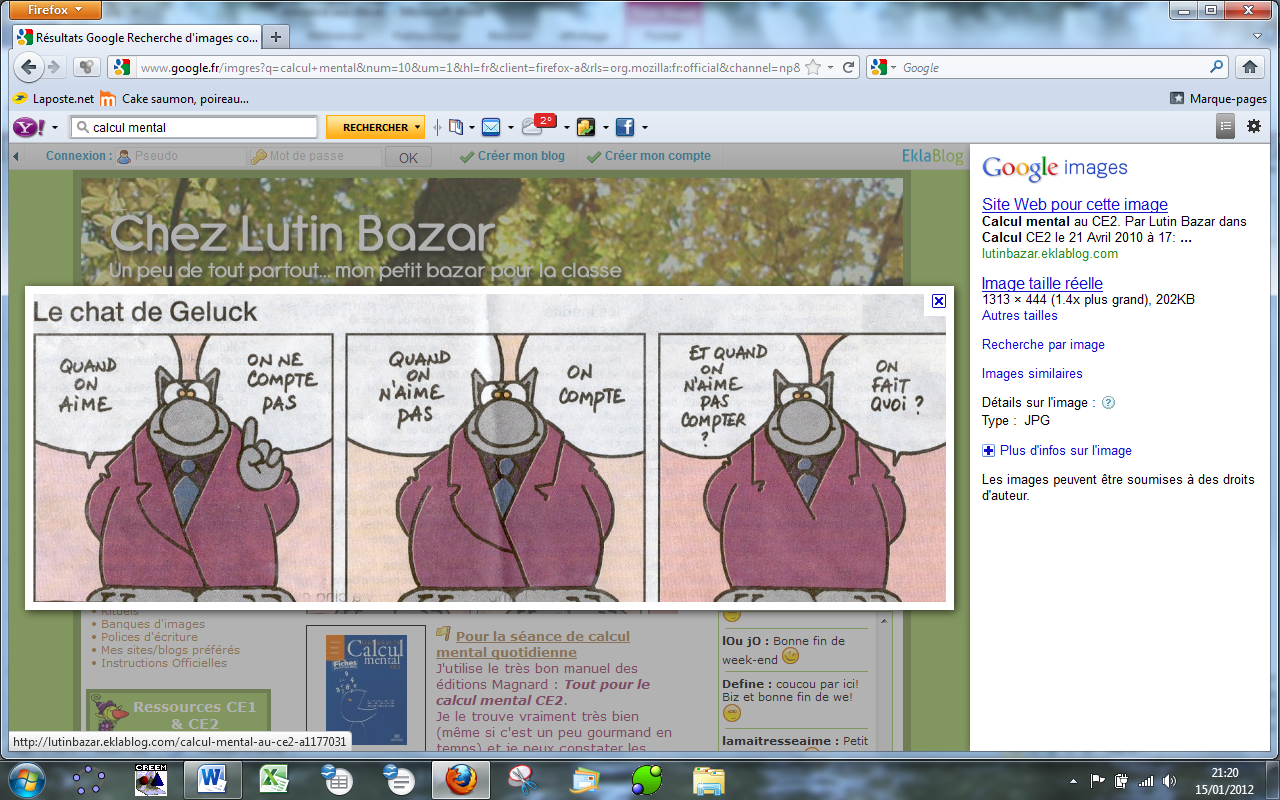 Firefox
Résultats Google Recherche d'images co...
www.google.fr/imgres?q=calcul+mental&num=10&um=1&hl=fr&client=firefox-a&rls=org.mozilla:fr:official&channel=np&
Google
Laposte.net
Cake saumon, poireau...
Marque-pages
Y!
calcul mental
RECHERCHER
2°
Connexion :
Pseudo
Mot de passe
OK
Créer mon blog
Créer mon compte
EklaBlog
Chez Lutin Bazar
Un peu de tout partout... mon petit bazar pour la classe
Le chat de Geluck
QUAND
ON
AIME
ON NE
COMPTE
PAS
QUAND
ON
N'AIME
PAS
ON
COMPTE
ET QUAND
ON
N'AIME
PAS
COMPTER
?
ON
FAIT
QUOI ?
• Rituels
• Banques d'images
• Polices d'écriture
• Mes sites/blogs préférés
• Instructions Officielles
Ressources CE1
& CE2
Fiches
Calcul
mental
Pour la séance de calcul
mental quotidienne
J'utilise le très bon manuel des
éditions Magnard : Tout pour le
calcul mental CE2.
Je le trouve vraiment très bien
(même si c'est un peu gourmand en
temps) et je peux constater les
lOu jO : Bonne fin de
week-end
Define : coucou par ici!
Biz et bonne fin de we!
lamaitresseaime : Petit
Google images
Site Web pour cette image
Calcul mental au CE2. Par Lutin Bazar dans
Calcul CE2 le 21 Avril 2010 à 17: ...
lutinbazar.eklablog.com
Image taille réelle
1313 × 444 (1.4x plus grand), 202KB
Autres tailles
Recherche par image
Images similaires
Détails sur l'image : ?
Type : JPG
Plus d'infos sur l'image
Les images peuvent être soumises à des droits
d'auteur.
http://lutinbazar.eklablog.com/calcul-mental-au-ce2-a1177031
CREEM
21:20
15/01/2012